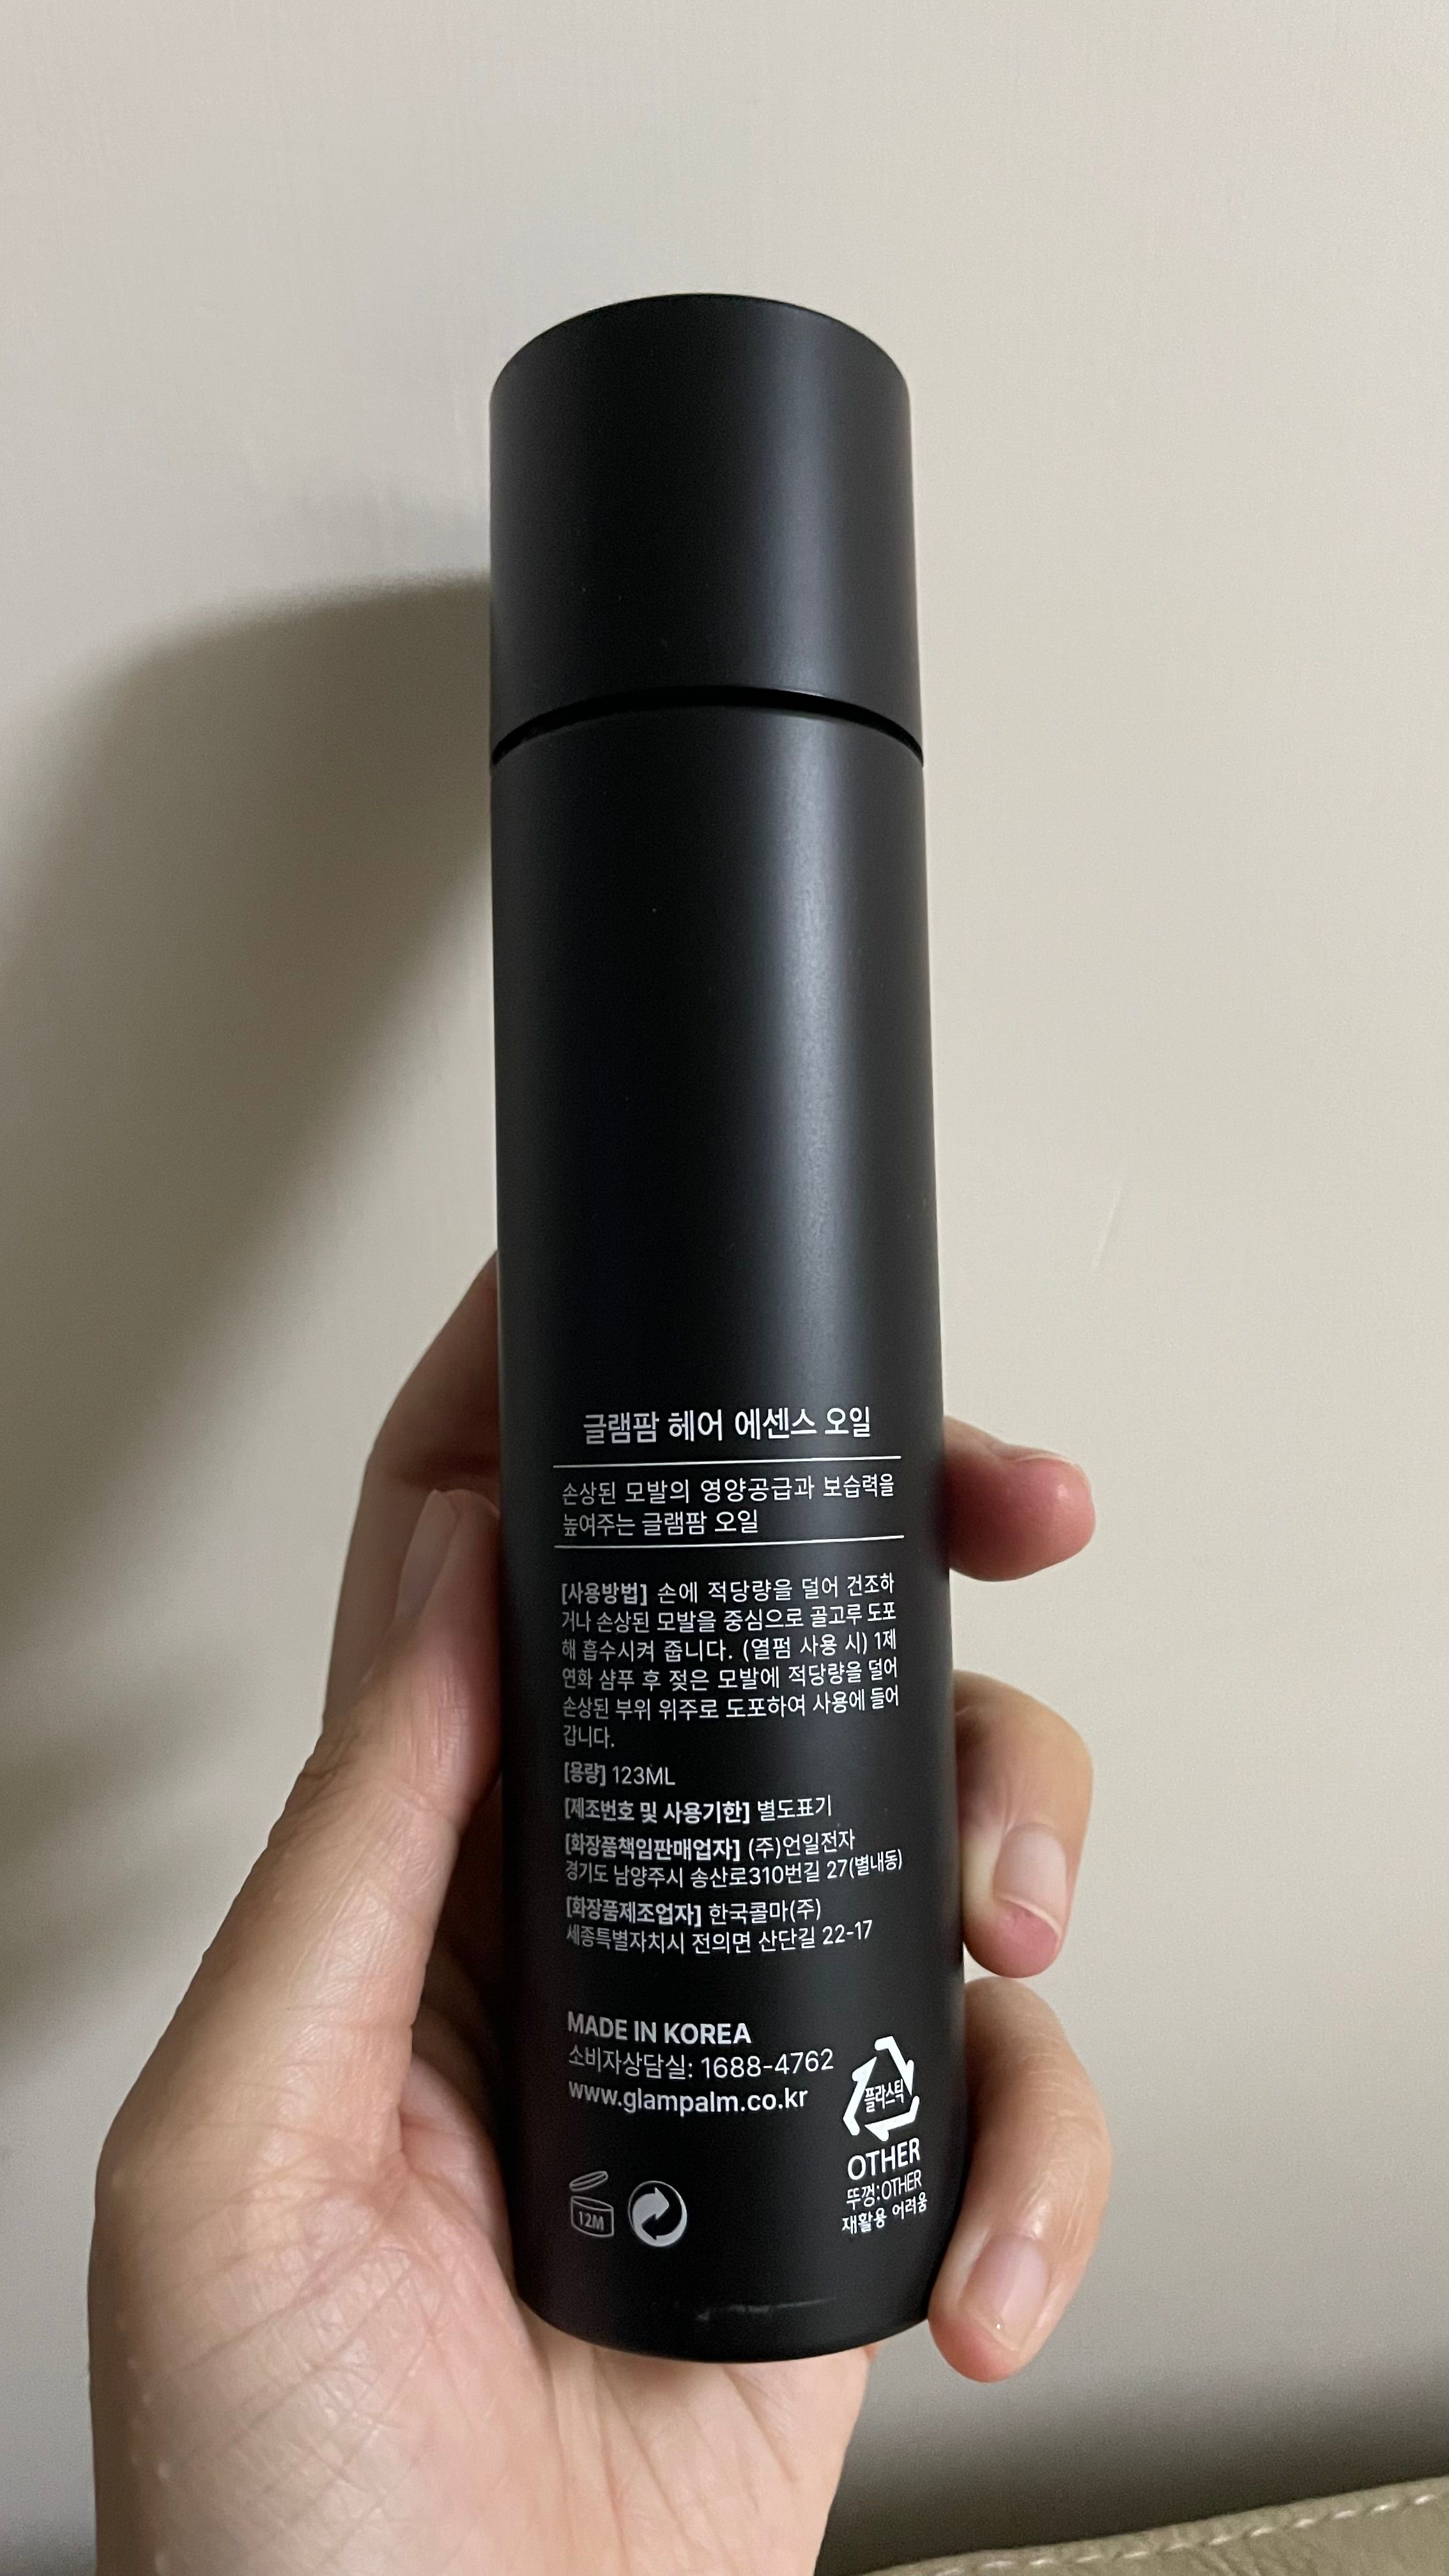 글램팜 헤어 에센스 오일
손상된 모발의 영양공급과 보습력을
높여주는 글램팜 오일
[사용방법] 손에 적당량을 덜어 건조하
거나 손상된 모발을 중심으로 골고루 도포
해 흡수시켜 줍니다. (열펌 사용 시) 1제
연화 샴푸 후 젖은 모발에 적당량을 덜어
손상된 부위 위주로 도포하여 사용에 들어
갑니다.
[용량] 123ML
[제조번호 및 사용기한] 별도표기
[화장품책임판매업자] (주)언일전자
경기도 남양주시 송산로310번길 27(별내동)
[화장품제조업자] 한국콜마(주)
세종특별자치시 전의면 산단길 22-17
MADE IN KOREA
소비자상담실: 1688-4762
www.glampalm.co.kr
플라스틱
OTHER
뚜껑:OTHER
재활용 어려움
12M